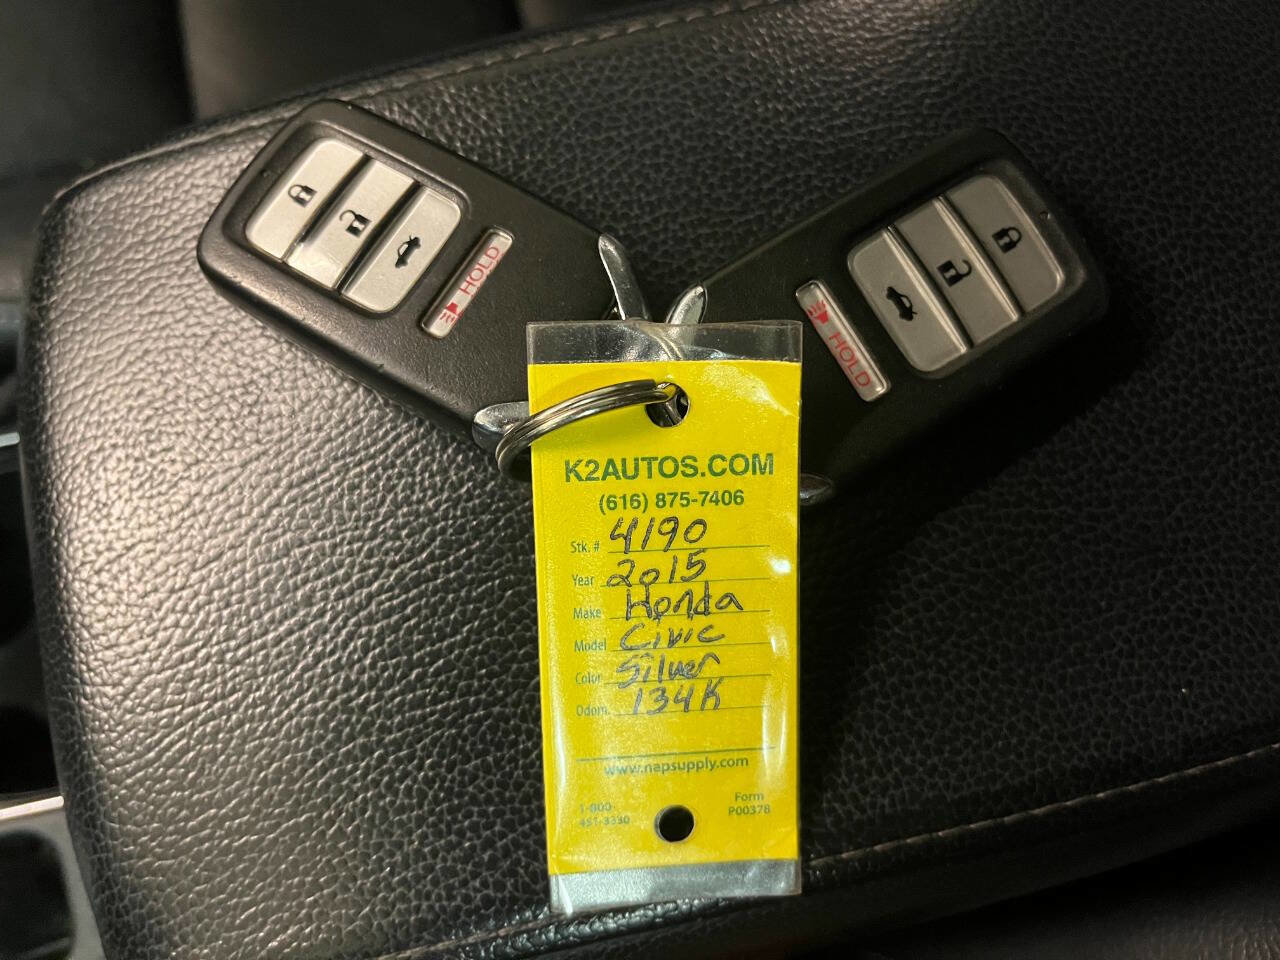 HOLD
HOLD
K2AUTOS.COM
(616) 875-7406
Stk. # 4190
Year 2015
Make Honda
Model Civic
Color Silver
Odom. 134K
www.napsupply.com
1-800-
451-3330
Form
P00378